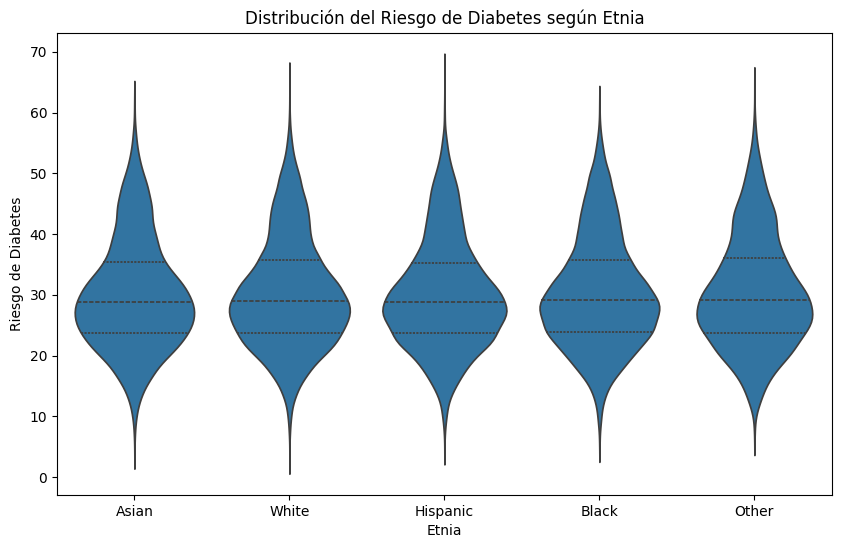 Distribución del Riesgo de Diabetes según Etnia
Riesgo de Diabetes
70
60
50
40
30
20
10
0
Asian White Hispanic Black Other
Etnia